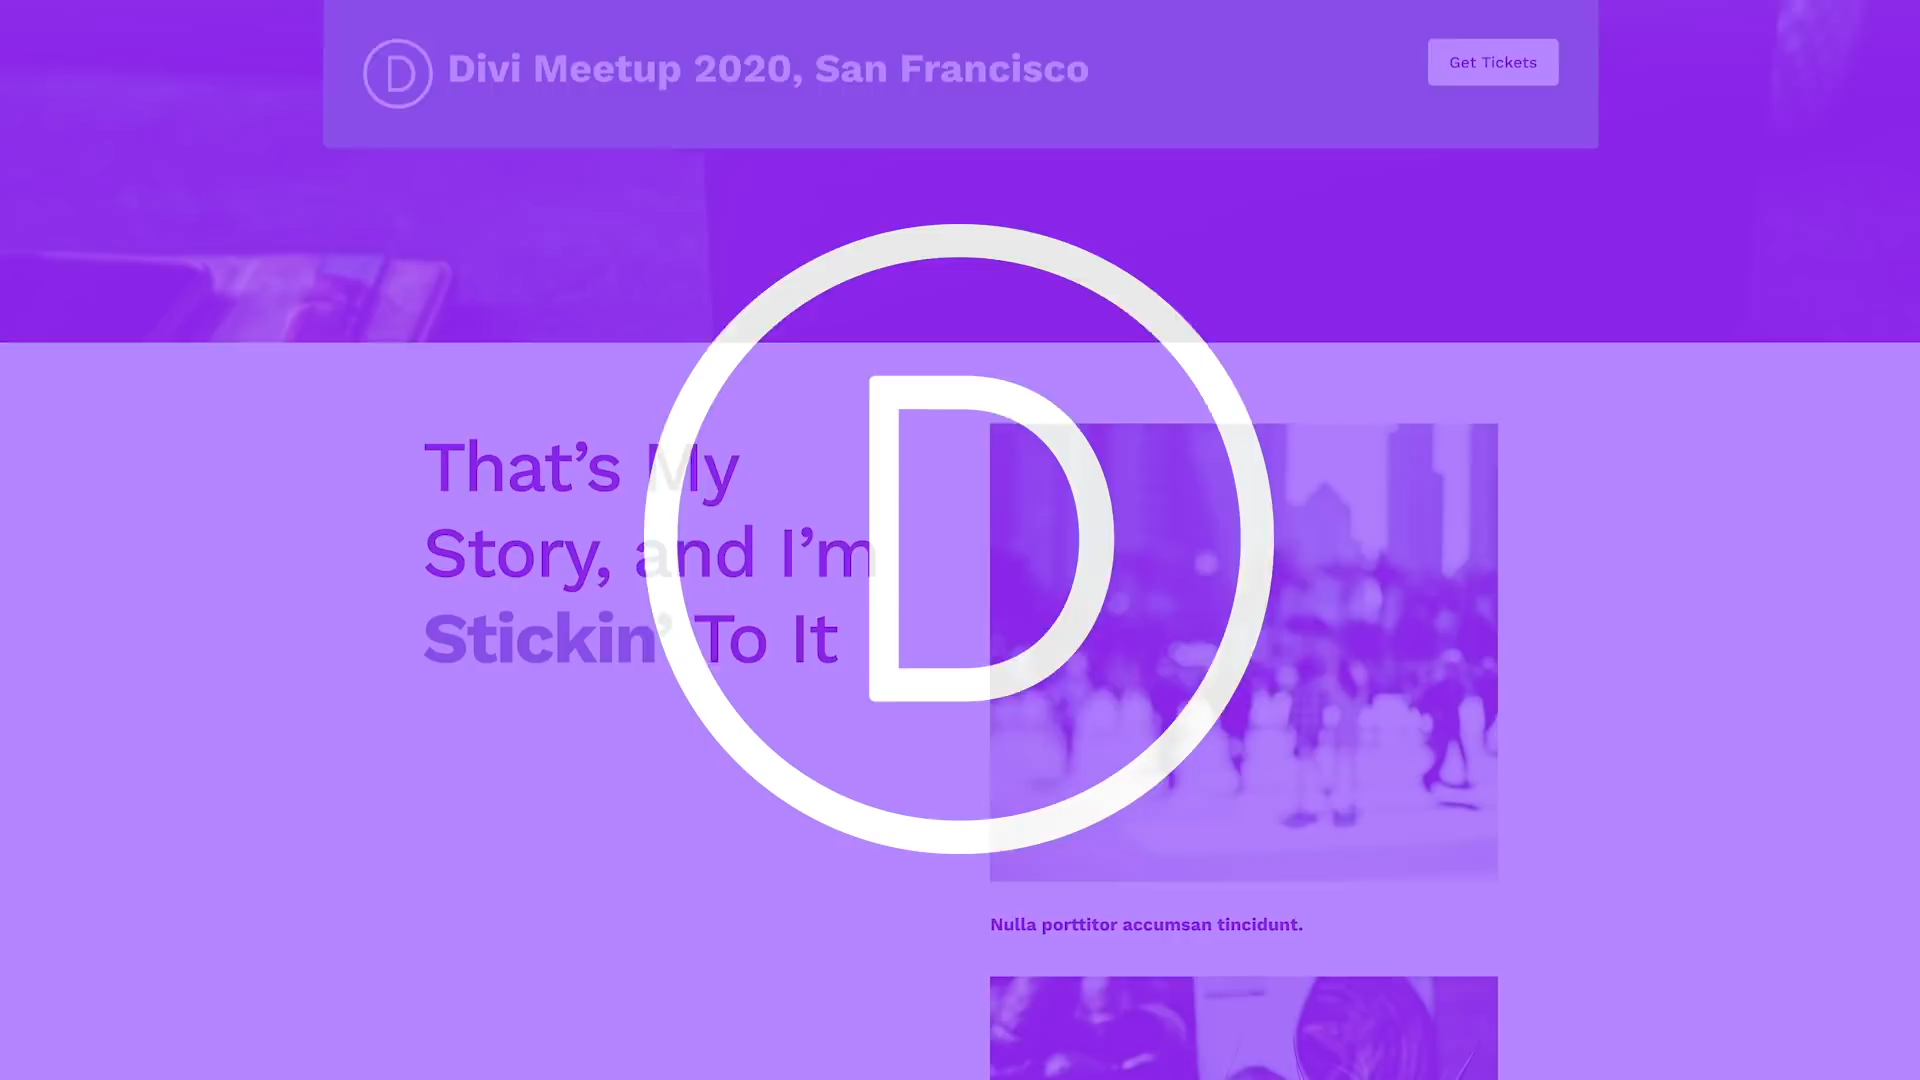 D Divi Meetup 2020, San Francisco
Get Tickets
D
That’s My
Story, and I’m
Stickin’ To It
Nulla porttitor accumsan tincidunt.